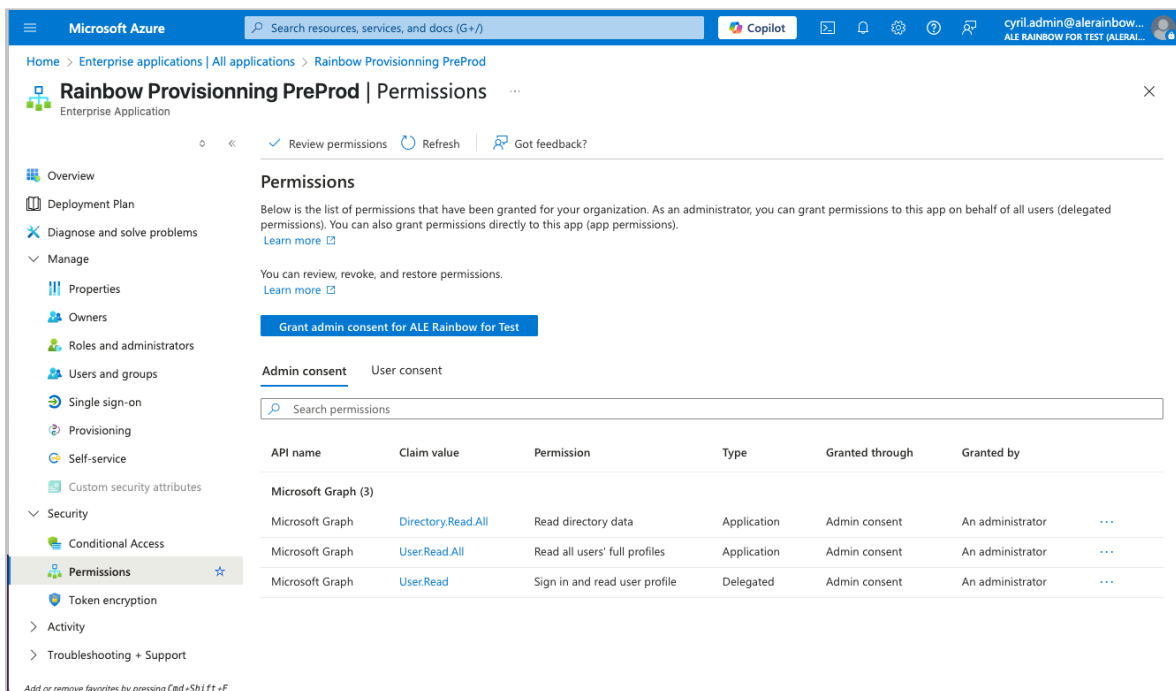 Microsoft Azure
Search resources, services, and docs (G+/)
Copilot
cyril.admin@alerainbow...
ALE RAINBOW FOR TEST (ALERAI...
Home > Enterprise applications | All applications > Rainbow Provisionning PreProd
Rainbow Provisionning PreProd | Permissions ...
Enterprise Application
Review permissions
Refresh
Got feedback?
Overview
Deployment Plan
Diagnose and solve problems
Manage
Properties
Owners
Roles and administrators
Users and groups
Single sign-on
Provisioning
Self-service
Custom security attributes
Security
Conditional Access
Permissions
Token encryption
Activity
Troubleshooting + Support
Add or remove favorites by pressing Cmd+Shift+F
Permissions
Below is the list of permissions that have been granted for your organization. As an administrator, you can grant permissions to this app on behalf of all users (delegated
permissions). You can also grant permissions directly to this app (app permissions).
Learn more
You can review, revoke, and restore permissions.
Learn more
Grant admin consent for ALE Rainbow for Test
Admin consent User consent
Search permissions
API name Claim value Permission Type Granted through Granted by
Microsoft Graph (3)
Microsoft Graph Directory.Read.All Read directory data Application Admin consent An administrator ...
Microsoft Graph User.Read.All Read all users' full profiles Application Admin consent An administrator ...
Microsoft Graph User.Read Sign in and read user profile Delegated Admin consent An administrator ...